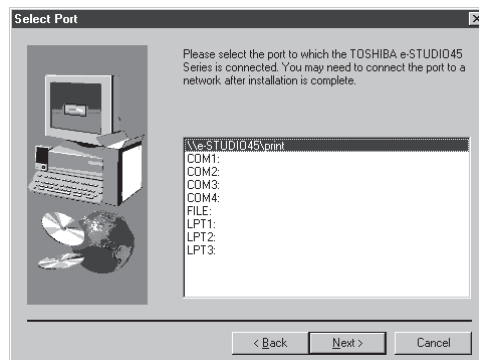 Select Port
Please select the port to which the TOSHIBA e-STUDIO45
Series is connected. You may need to connect the port to a
network after installation is complete.
\\e-STUDIO45\print
COM1:
COM2:
COM3:
COM4:
FILE:
LPT1:
LPT2:
LPT3:
< Back
Next >
Cancel